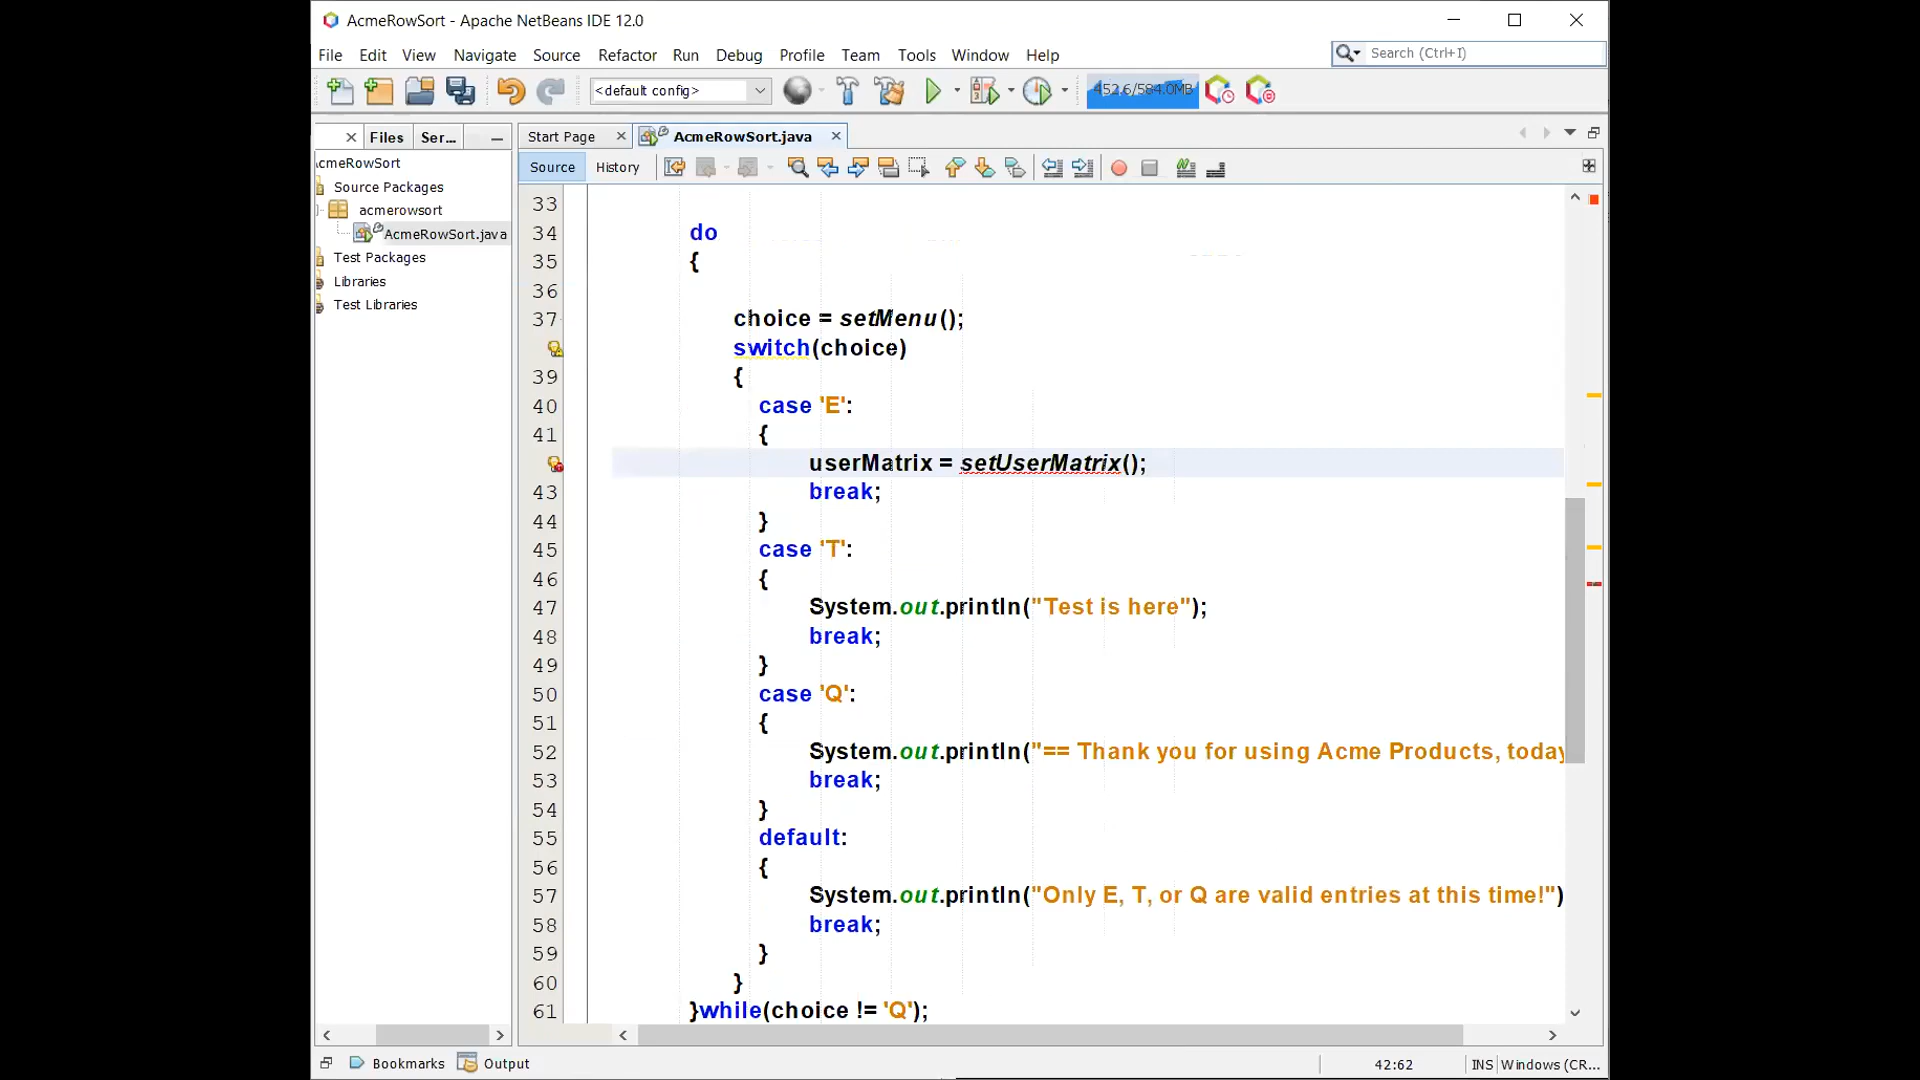 AcmeRowSort - Apache NetBeans IDE 12.0
File Edit View Navigate Source Refactor Run Debug Profile Team Tools Window Help
Search (Ctrl+I)
<default config>
452.6/584.0MB
Files Ser...
Start Page AcmeRowSort.java
Source History
cmeRowSort
Source Packages
acmerowsort
AcmeRowSort.java
Test Packages
Libraries
Test Libraries
33
34 do
35 {
36
37 choice = setMenu();
switch(choice)
39 {
40 case 'E':
41 {
userMatrix = setUserMatrix();
43 break;
44 }
45 case 'T':
46 {
47 System.out.println("Test is here");
48 break;
49 }
50 case 'Q':
51 {
52 System.out.println("== Thank you for using Acme Products, today
53 break;
54 }
55 default:
56 {
57 System.out.println("Only E, T, or Q are valid entries at this time!")
58 break;
59 }
60 }
61 }while(choice != 'Q');
Bookmarks Output
42:62 INS Windows (CR...